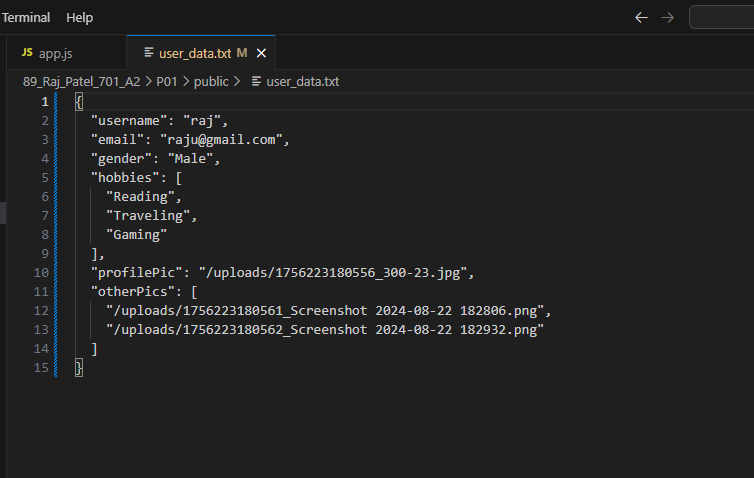 Terminal Help
JS app.js user_data.txt M
89_Raj_Patel_701_A2 > P01 > public > user_data.txt
1 {
2 "username": "raj",
3 "email": "raju@gmail.com",
4 "gender": "Male",
5 "hobbies": [
6 "Reading",
7 "Traveling",
8 "Gaming"
9 ],
10 "profilePic": "/uploads/1756223180556_300-23.jpg",
11 "otherPics": [
12 "/uploads/1756223180561_Screenshot 2024-08-22 182806.png",
13 "/uploads/1756223180562_Screenshot 2024-08-22 182932.png"
14 ]
15 }